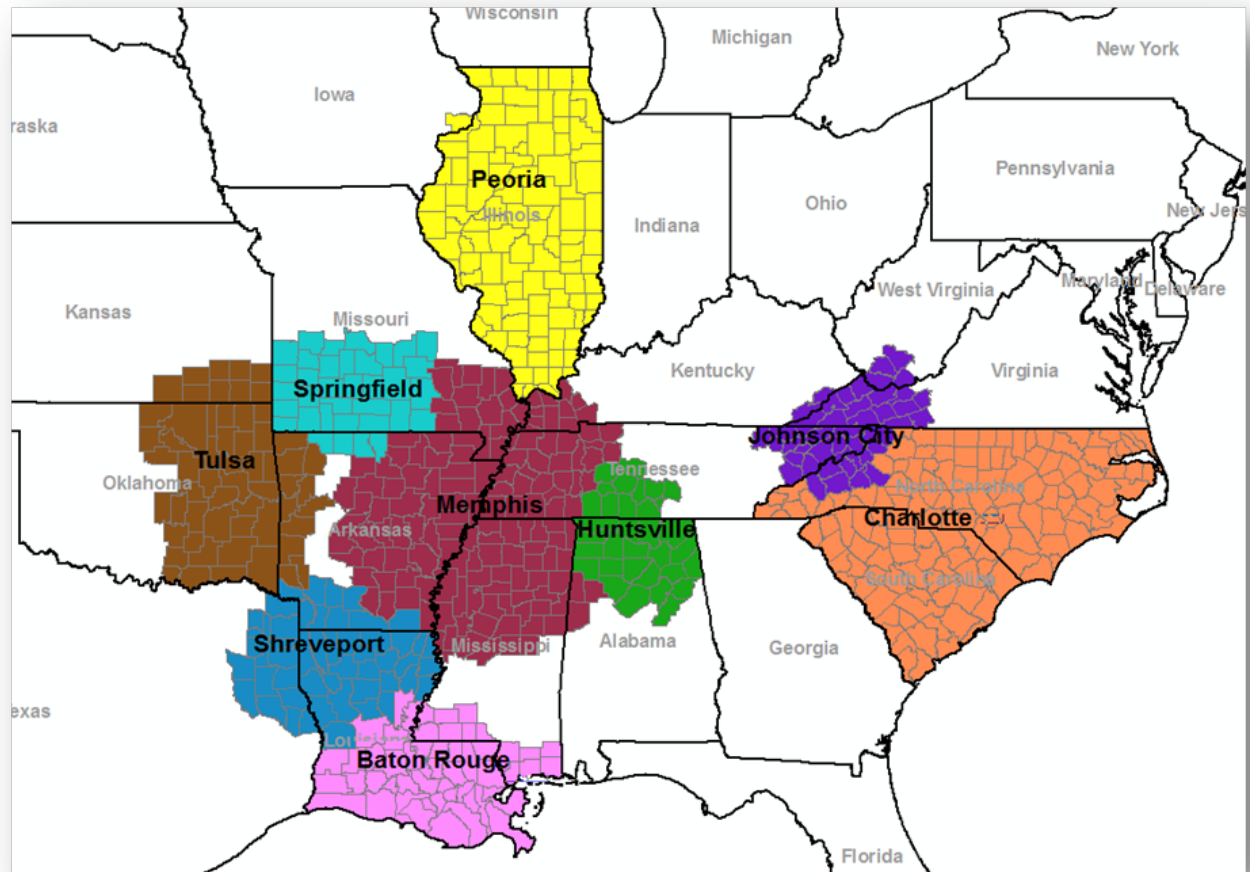 Wisconsin
Michigan
New York
Iowa
raska
Pennsylvania
Peoria
Ohio
New Jers
Illinois
Indiana
Maryland
Delaware
West Virginia
Kansas
Missouri
Kentucky
Virginia
Springfield
Johnson City
Tulsa
Tennessee
Oklahoma
North Carolina
Memphis
Charlotte
Arkansas
Huntsville
South Carolina
Shreveport
Mississippi
Alabama
Georgia
exas
Louisiana
Baton Rouge
Florida